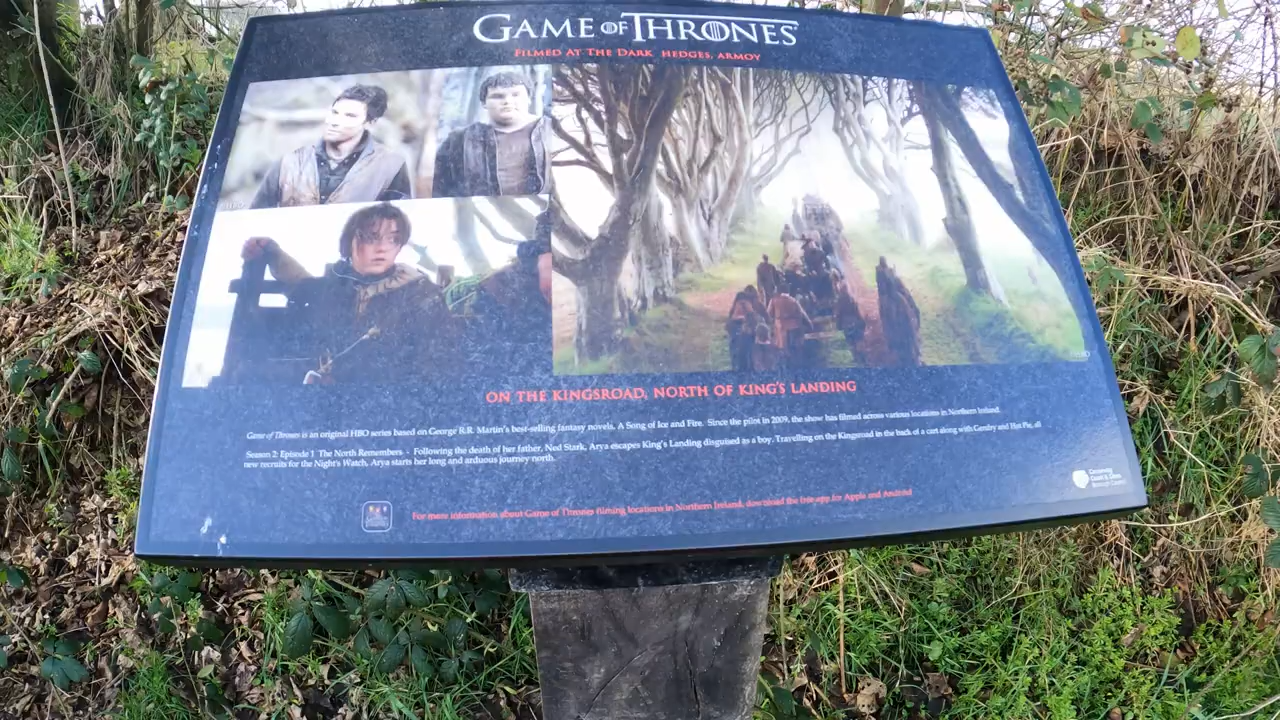 GAME OF THRONES
FILMED AT THE DARK HEDGES, ARMOY
ON THE KINGSROAD, NORTH OF KING'S LANDING
Game of Thrones is an original HBO series based on George R.R. Martin's best-selling fantasy novels, A Song of Ice and Fire. Since the pilot in 2009, the show has filmed across various locations in Northern Ireland.
Season 2: Episode 1 The North Remembers - Following the death of her father, Ned Stark, Arya escapes King's Landing disguised as a boy. Travelling on the Kingsroad in the back of a cart along with Gendry and Hot Pie, all
new recruits for the Night's Watch, Arya starts her long and arduous journey north.
For more information about Game of Thrones filming locations in Northern Ireland, download the free app for Apple and Android
Causeway
Coast & Glens
Borough Council